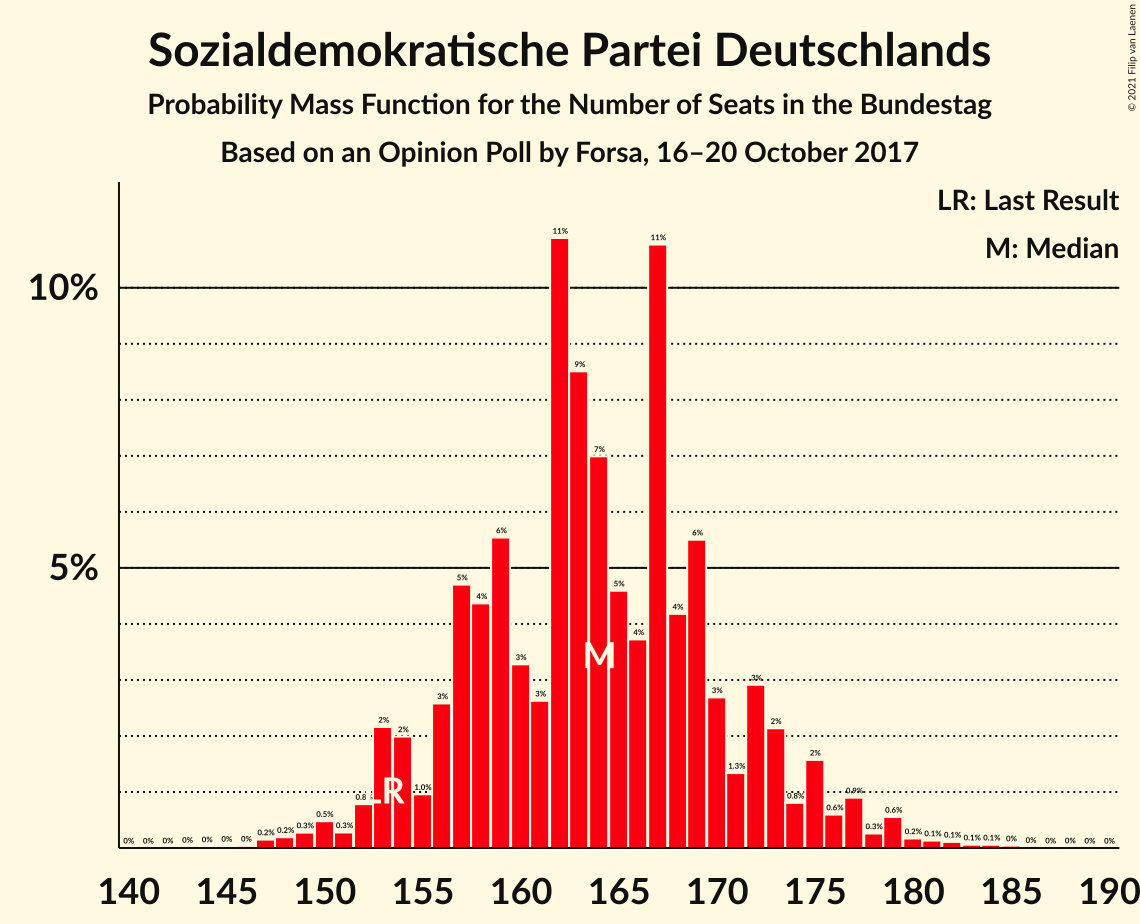 Sozialdemokratische Partei Deutschlands
Probability Mass Function for the Number of Seats in the Bundestag
Based on an Opinion Poll by Forsa, 16–20 October 2017
© 2021 Filip van Laenen
LR: Last Result
M: Median
10%
5%
0% 0% 0% 0% 0% 0% 0% 0.2% 0.2% 0.3% 0.5% 0.3% 0.8 2% 2% 1.0% 3% 5% 4% 6% 3% 3% 11% 9% 7% 5% 4% 11% 4% 6% 3% 1.3% 3% 2% 0.8% 2% 0.6% 0.9% 0.3% 0.6% 0.2% 0.1% 0.1% 0.1% 0.1% 0% 0% 0% 0% 0% 0%
LR
M
140 145 150 155 160 165 170 175 180 185 190